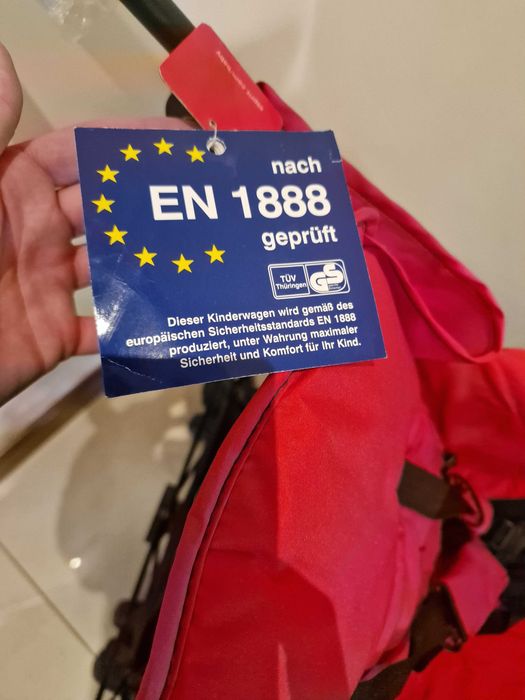 nach
EN 1888
geprüft
TÜV
Thüringen
GS
Dieser Kinderwagen wird gemäß des
europäischen Sicherheitsstandards EN 1888
produziert, unter Wahrung maximaler
Sicherheit und Komfort für Ihr Kind.